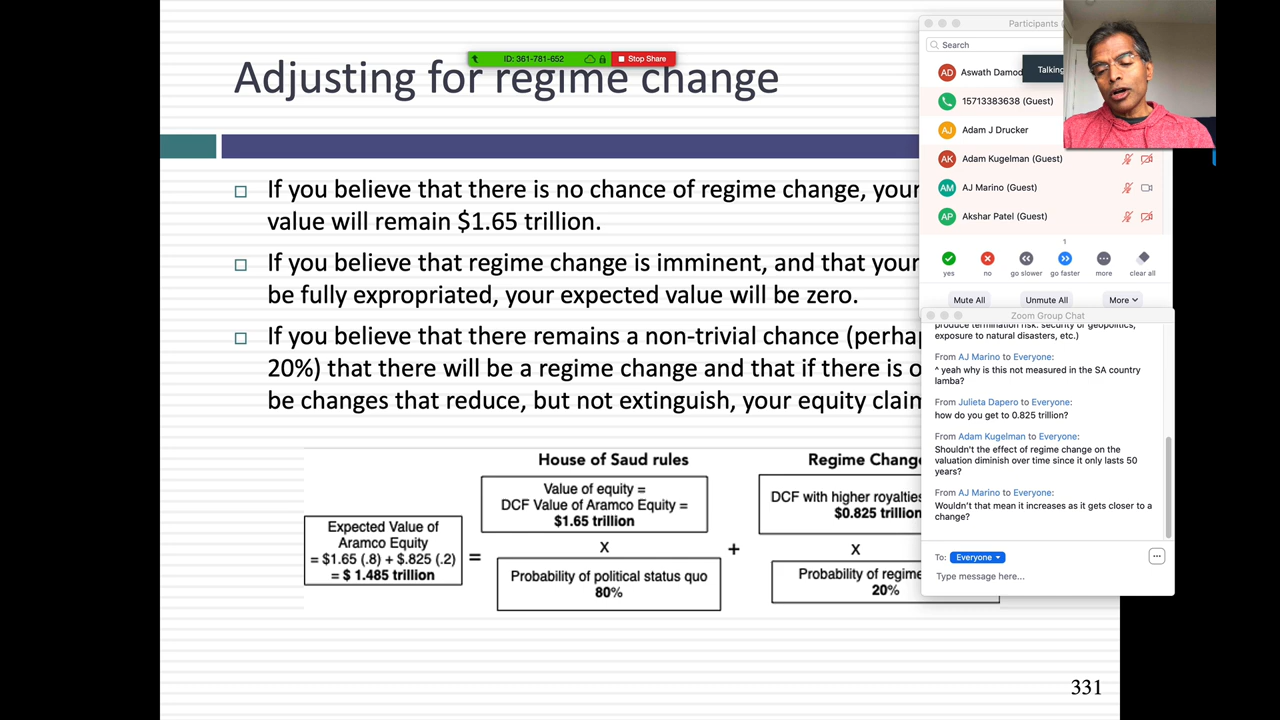 ID: 361-781-652
Stop Share
Adjusting for regime change
If you believe that there is no chance of regime change, your
value will remain $1.65 trillion.
If you believe that regime change is imminent, and that your
be fully expropriated, your expected value will be zero.
If you believe that there remains a non-trivial chance
20%) that there will be a regime change and that if there is
be changes that reduce, but not extinguish, your equity
House of Saud rules
Value of equity =
DCF Value of Aramco Equity =
$1.65 trillion
X
Probability of political status quo
80%
Expected Value of
Aramco Equity
= $1.65 (.8) + $.825 (.2)
= $ 1.485 trillion
=
+
Regime Change
DCF with higher royalties
$0.825 trillion
X
Probability of regime
20%
331
Participants
Search
AD
Aswath Damod
Talking
15713383638 (Guest)
AJ
Adam J Drucker
AK
Adam Kugelman (Guest)
AM
AJ Marino (Guest)
AP
Akshar Patel (Guest)
1
yes
no
go slower
go faster
more
clear all
Mute All
Unmute All
More
Zoom Group Chat
produce termination risk: security or geopolitics,
exposure to natural disasters, etc.)
From AJ Marino to Everyone:
^ yeah why is this not measured in the SA country
lamba?
From Julieta Dapero to Everyone:
how do you get to 0.825 trillion?
From Adam Kugelman to Everyone:
Shouldn't the effect of regime change on the
valuation diminish over time since it only lasts 50
years?
From AJ Marino to Everyone:
Wouldn't that mean it increases as it gets closer to a
change?
To: Everyone
Type message here...